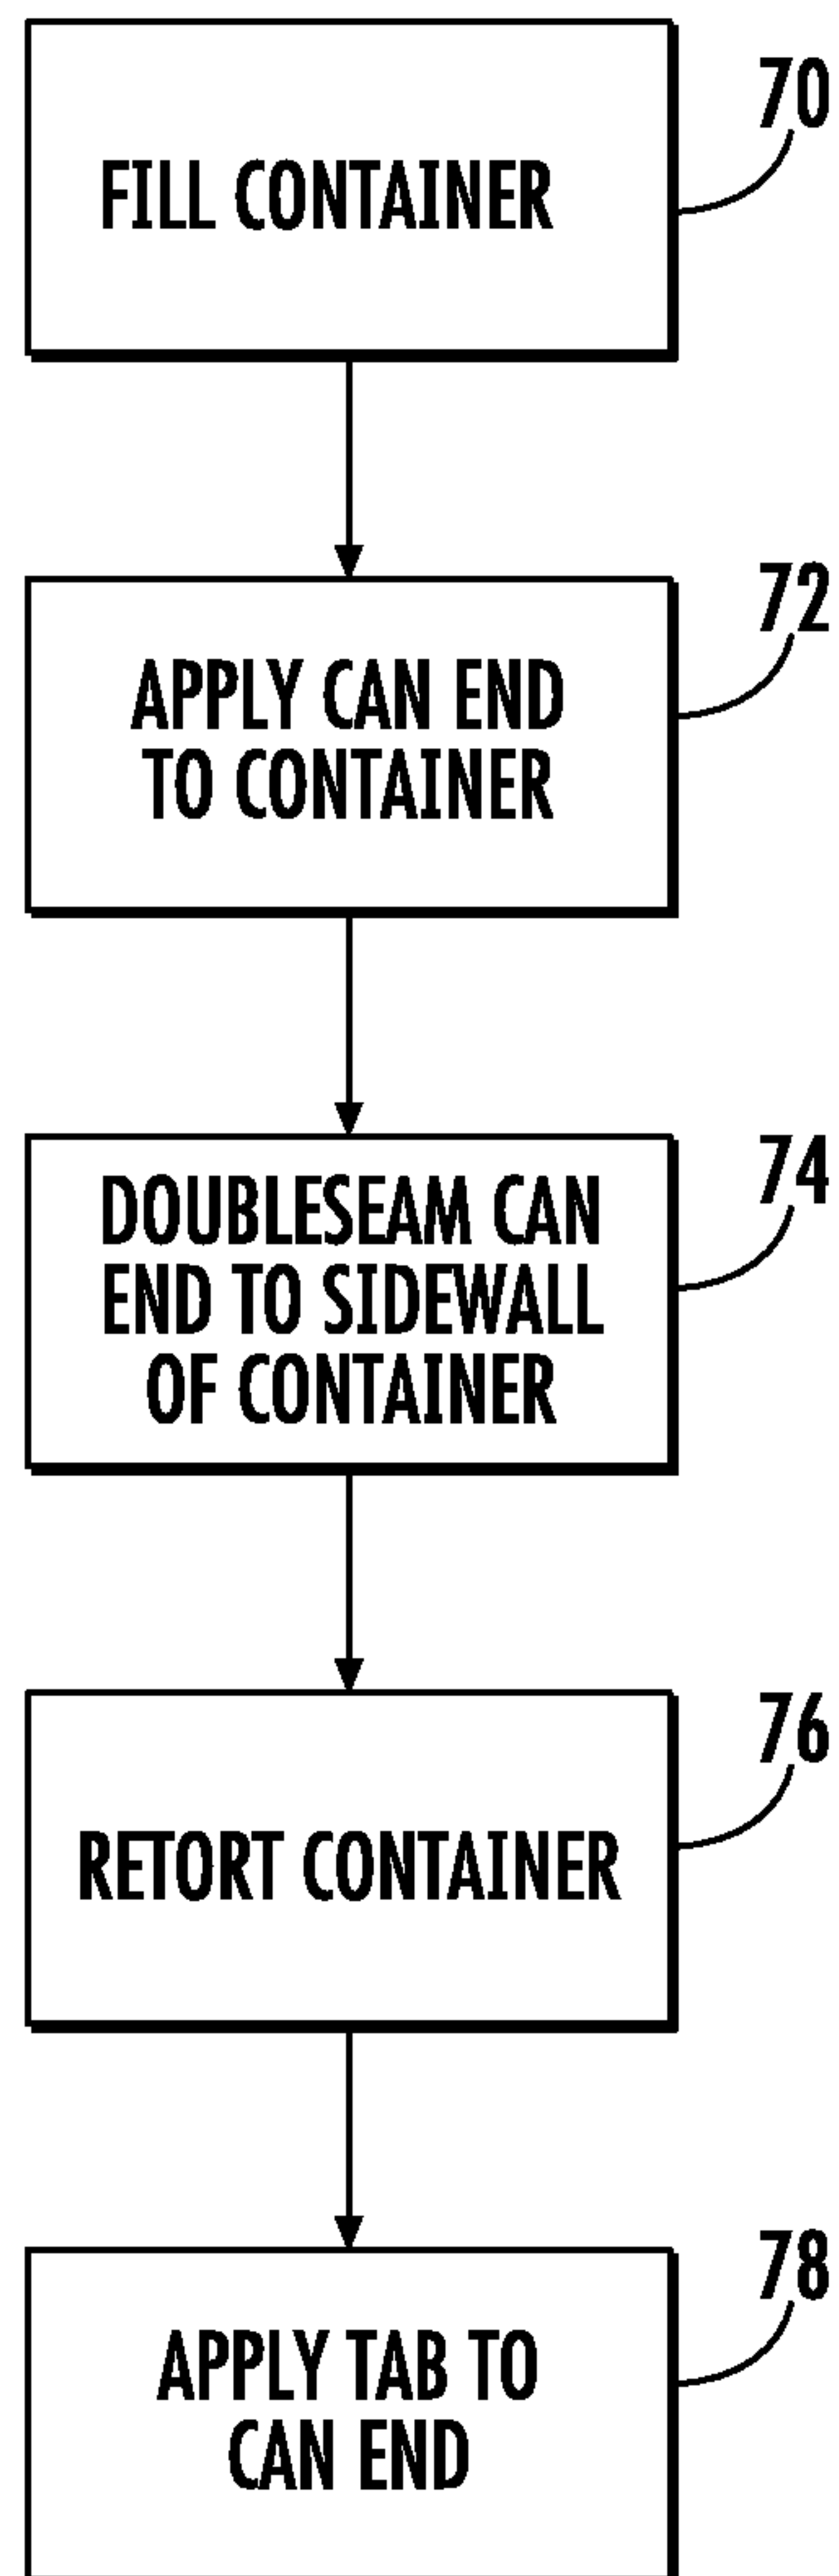 70
FILL CONTAINER
72
APPLY CAN END
TO CONTAINER
74
DOUBLESEAM CAN
END TO SIDEWALL
OF CONTAINER
76
RETORT CONTAINER
78
APPLY TAB TO
CAN END